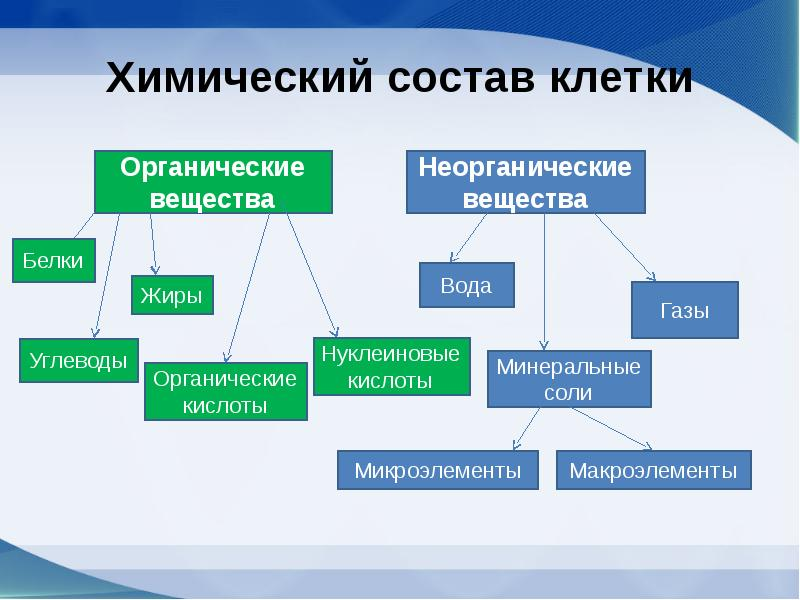 Химический состав клетки
Органические
вещества
Неорганические
вещества
Белки
Жиры
Углеводы
Органические
кислоты
Нуклеиновые
кислоты
Вода
Газы
Минеральные
соли
Микроэлементы
Макроэлементы